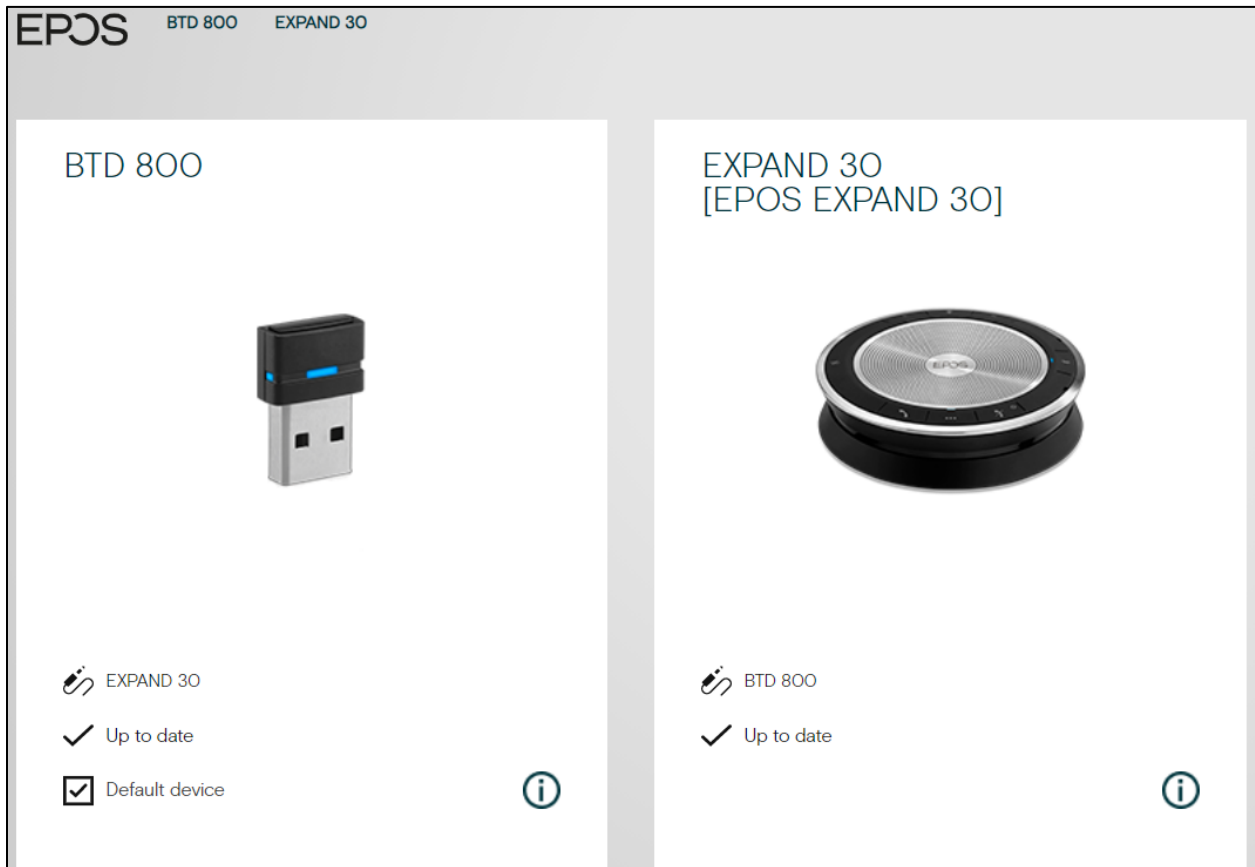 EPOS BTD 800 EXPAND 30
BTD 800
EXPAND 30
[EPOS EXPAND 30]
EPOS
EXPAND 30
Up to date
Default device
BTD 800
Up to date